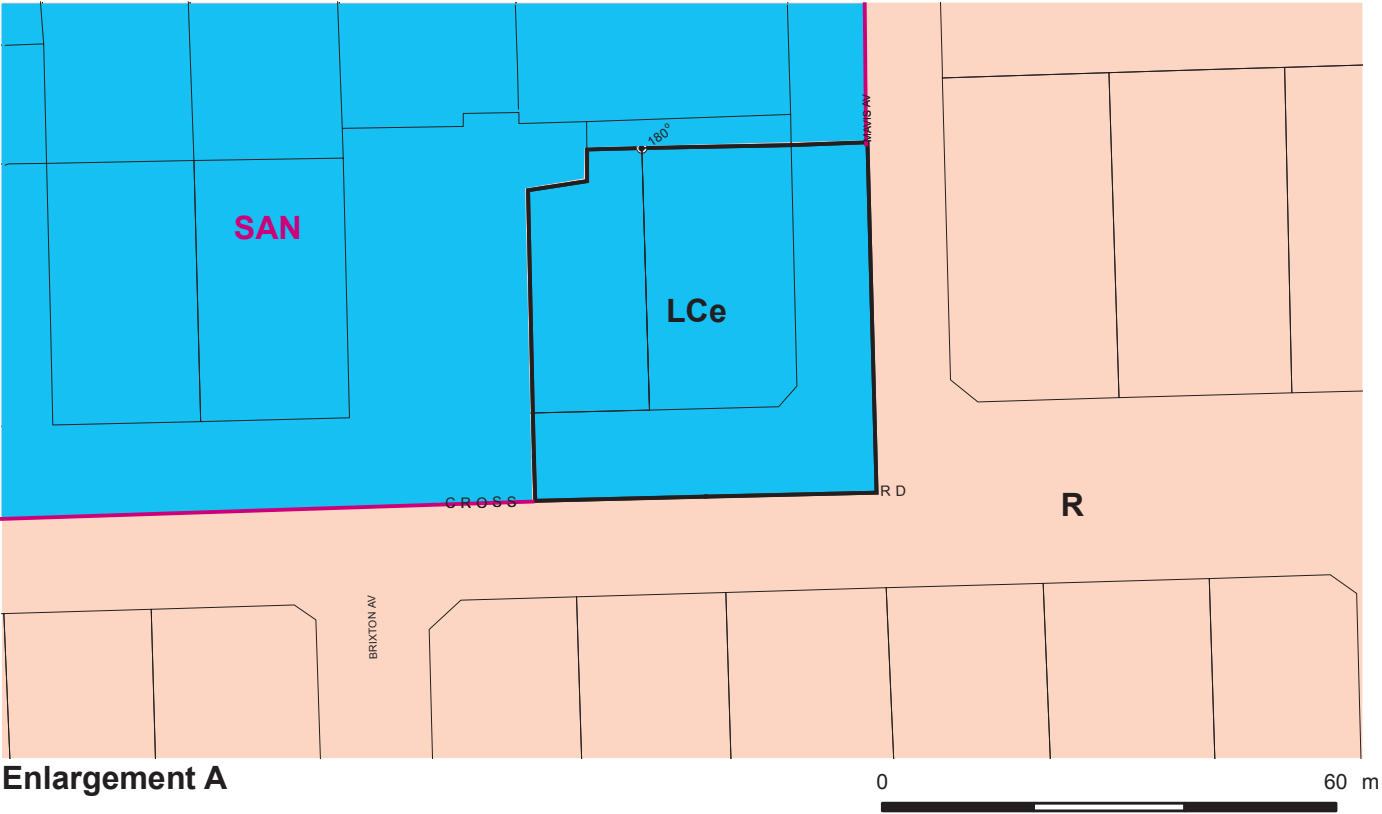 MAVIS AV
180°
SAN
LCe
CROSS
RD
R
BRIXTON AV
Enlargement A
0 60 m